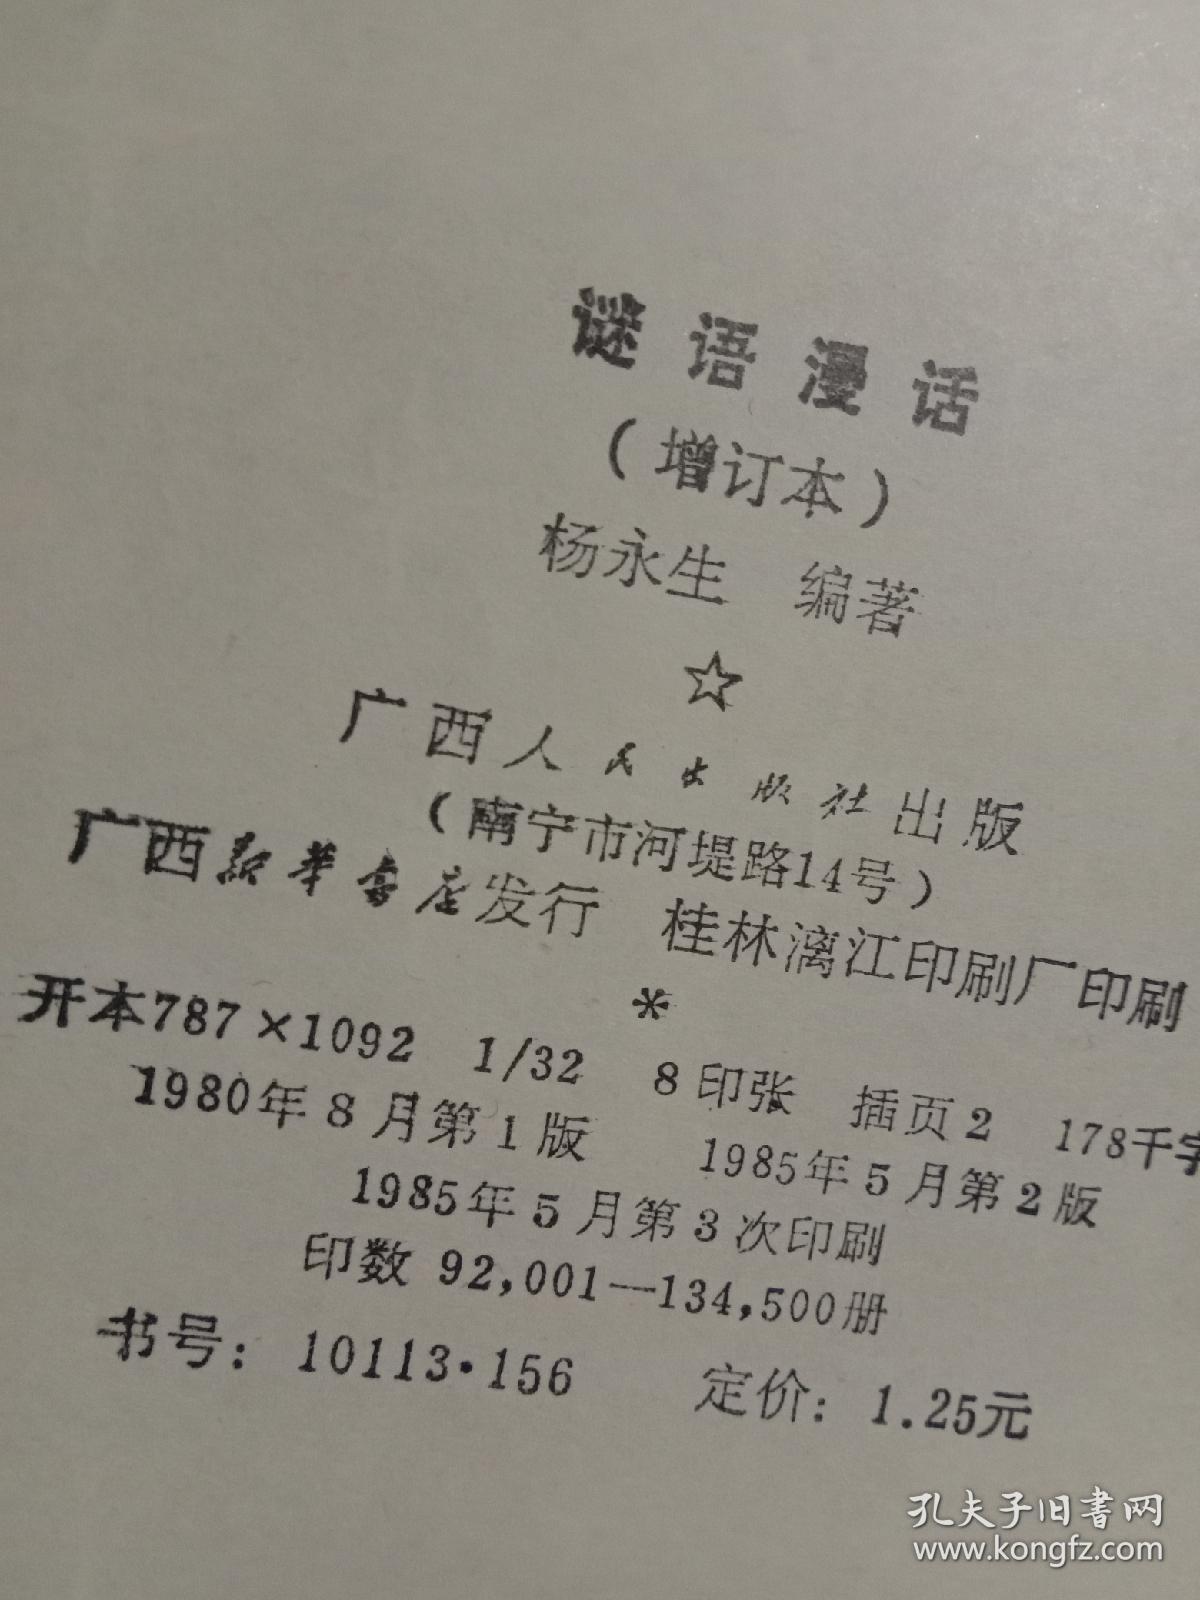 谜语漫话
（增订本）
杨永生 编著
☆
广西人民出版社出版
（南宁市河堤路14号）
广西新华书店发行 桂林漓江印刷厂印刷
*
开本787×1092 1/32 8印张 插页2 178千字
1980年8月第1版 1985年5月第2版
1985年5月第3次印刷
印数 92,001—134,500册
书号：10113·156 定价：1.25元
孔夫子旧书网
www.kongfz.com